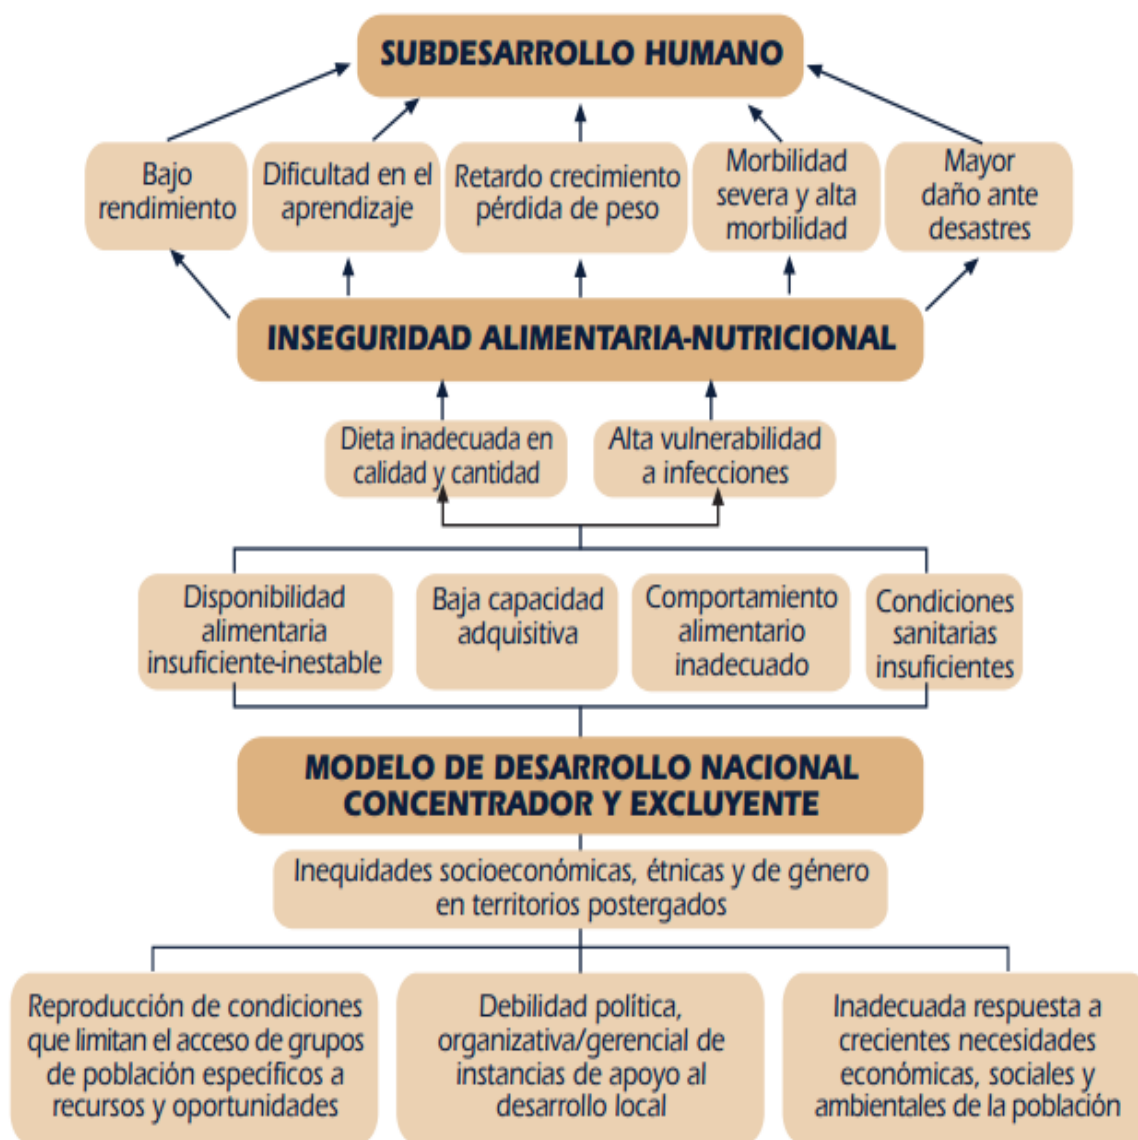 SUBDESARROLLO HUMANO
Bajo
rendimiento
Dificultad en el
aprendizaje
Retardo crecimiento
pérdida de peso
Morbilidad
severa y alta
morbilidad
Mayor
daño ante
desastres
INSEGURIDAD ALIMENTARIA-NUTRICIONAL
Dieta inadecuada en
calidad y cantidad
Alta vulnerabilidad
a infecciones
Disponibilidad
alimentaria
insuficiente-inestable
Baja capacidad
adquisitiva
Comportamiento
alimentario
inadecuado
Condiciones
sanitarias
insuficientes
MODELO DE DESARROLLO NACIONAL
CONCENTRADOR Y EXCLUYENTE
Inequidades socioeconómicas, étnicas y de género
en territorios postergados
Reproducción de condiciones
que limitan el acceso de grupos
de población específicos a
recursos y oportunidades
Debilidad política,
organizativa/gerencial de
instancias de apoyo al
desarrollo local
Inadecuada respuesta a
crecientes necesidades
económicas, sociales y
ambientales de la población